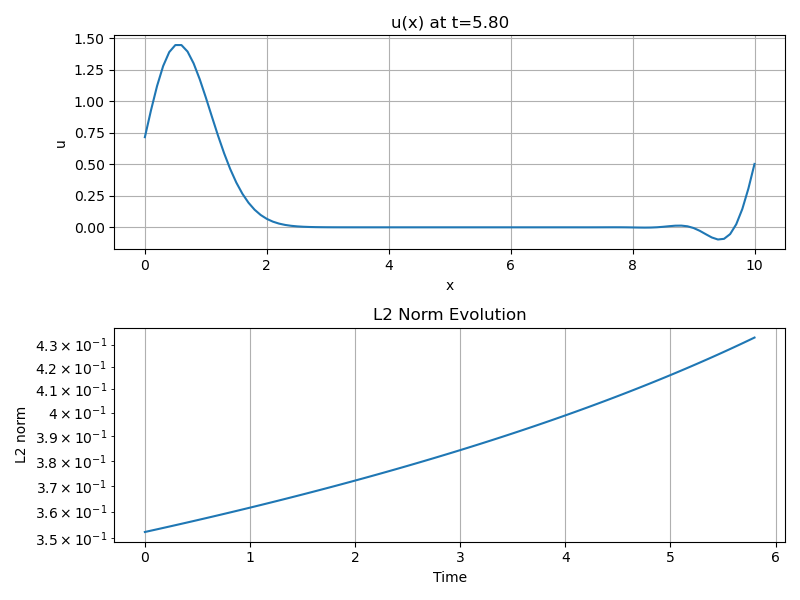 u(x) at t=5.80
1.50
1.25
1.00
0.75
0.50
0.25
0.00
u
0 2 4 6 8 10
x
L2 Norm Evolution
4.3 × 10⁻¹
4.2 × 10⁻¹
4.1 × 10⁻¹
4 × 10⁻¹
3.9 × 10⁻¹
3.8 × 10⁻¹
3.7 × 10⁻¹
3.6 × 10⁻¹
3.5 × 10⁻¹
L2 norm
0 1 2 3 4 5 6
Time